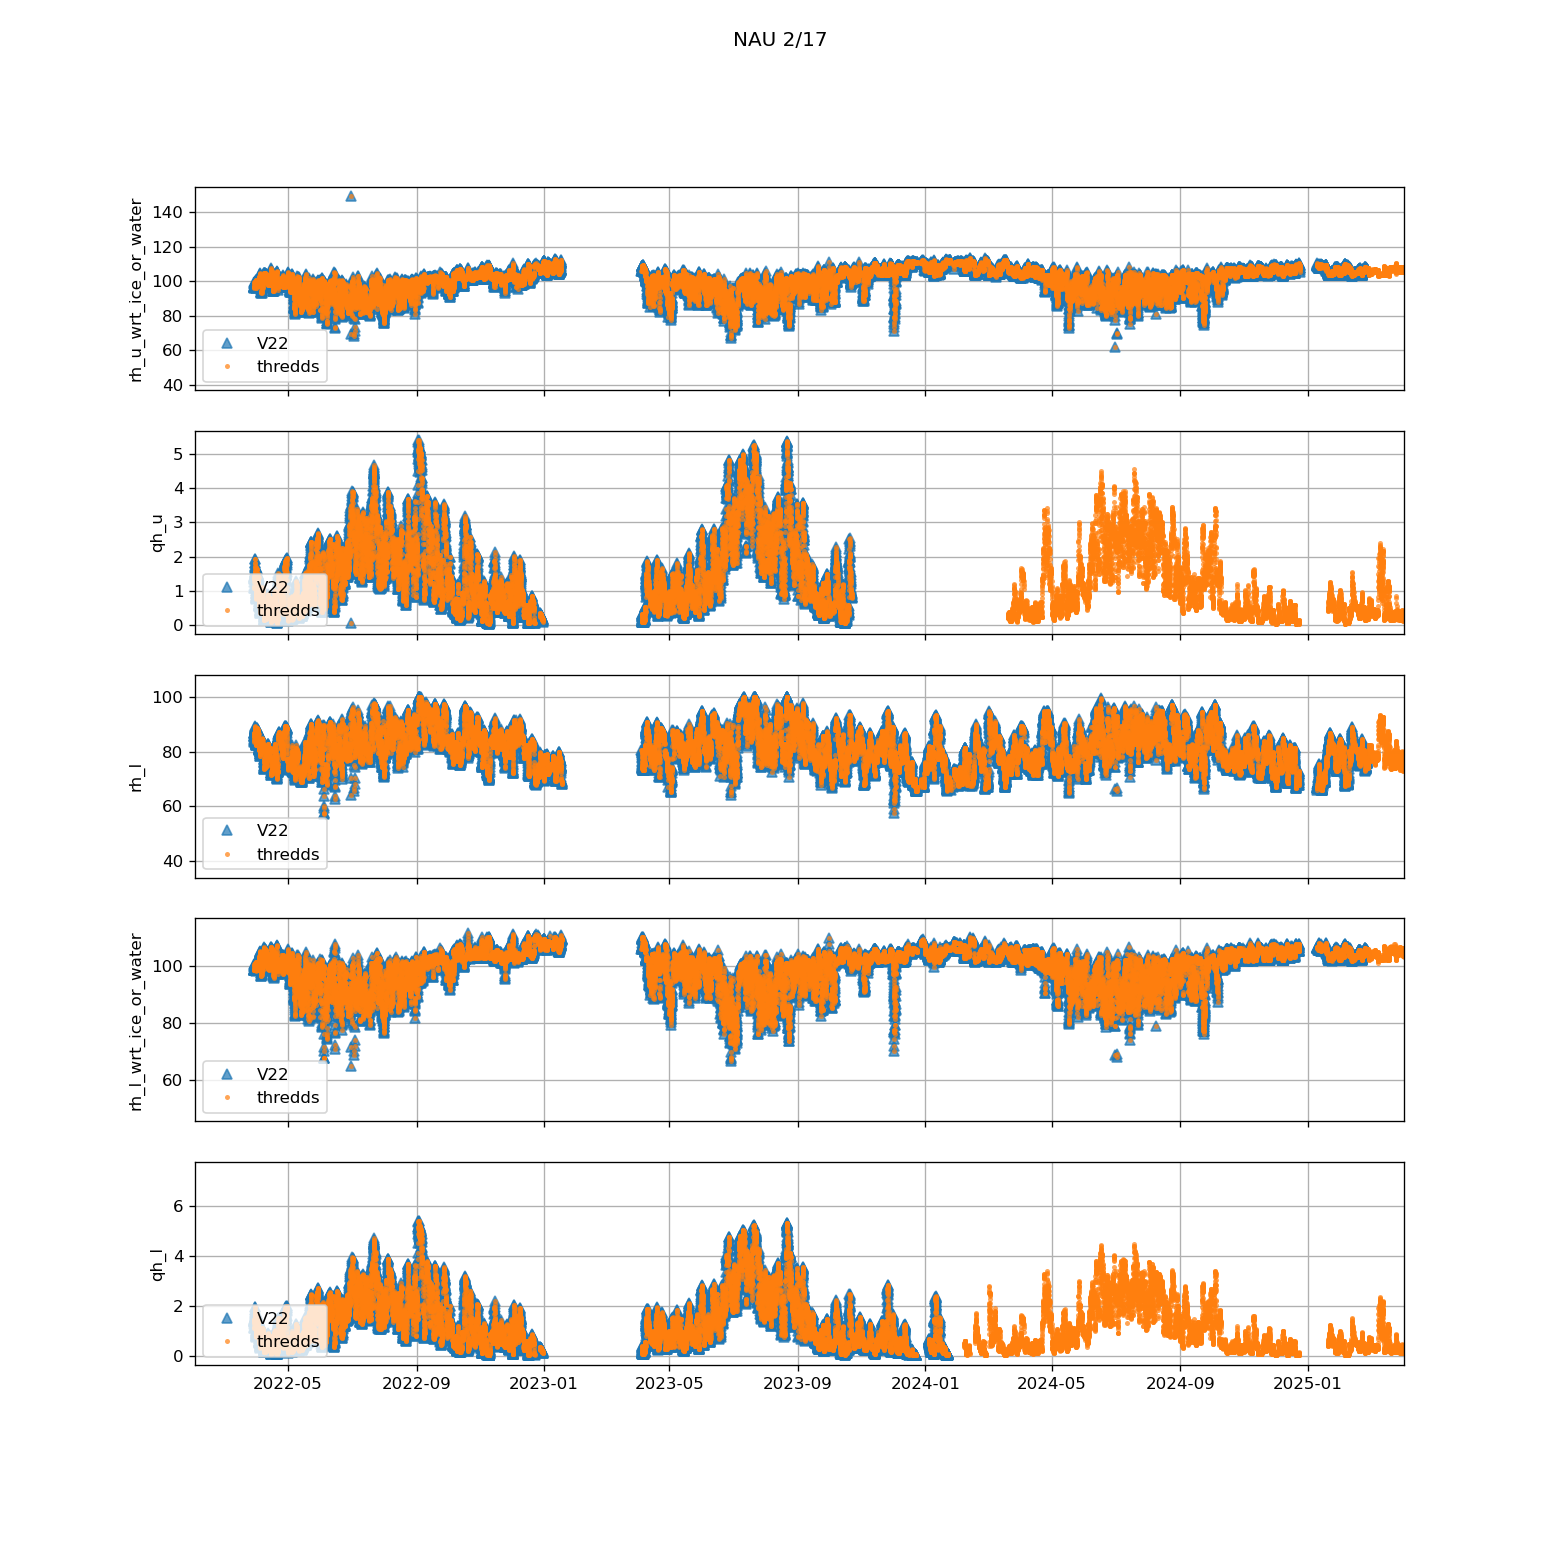 NAU 2/17
rh_u_wrt_ice_or_water
140
120
100
80
60
40
V22
thredds
qh_u
5
4
3
2
1
0
V22
thredds
rh_l
100
80
60
40
V22
thredds
rh_l_wrt_ice_or_water
100
80
60
V22
thredds
qh_l
6
4
2
0
V22
thredds
2022-05 2022-09 2023-01 2023-05 2023-09 2024-01 2024-05 2024-09 2025-01